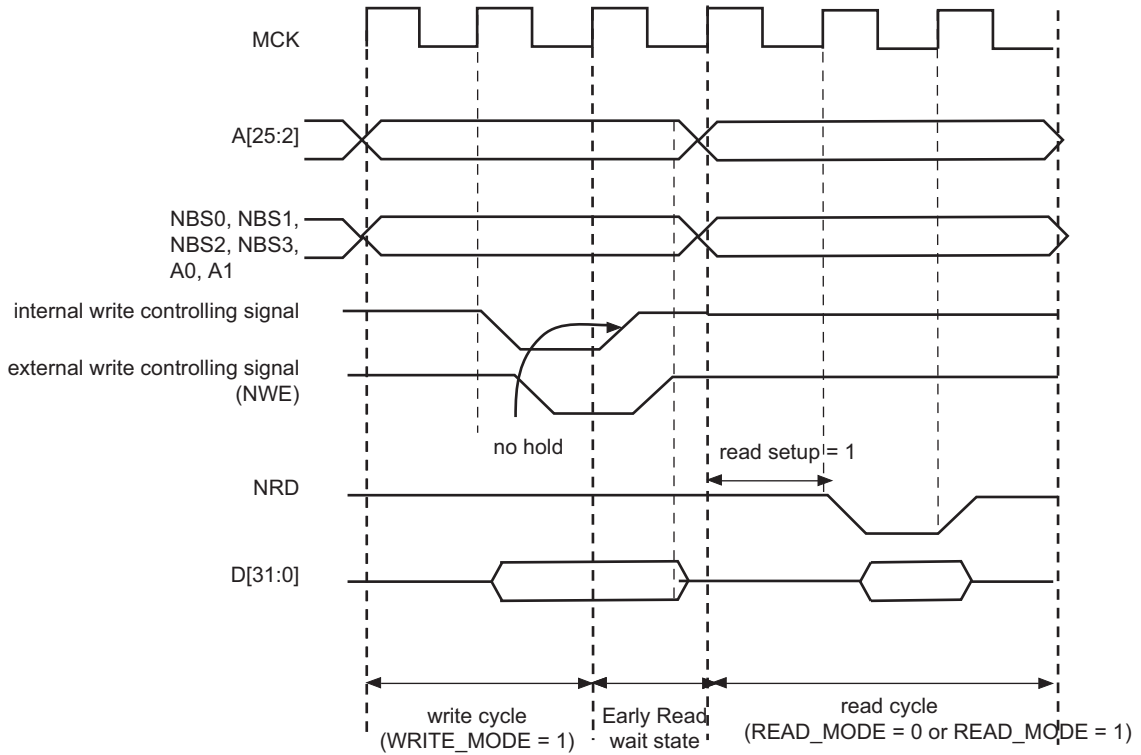 MCK
A[25:2]
NBS0, NBS1,
NBS2, NBS3,
A0, A1
internal write controlling signal
external write controlling signal
(NWE)
no hold
read setup = 1
NRD
D[31:0]
write cycle
(WRITE_MODE = 1)
Early Read
wait state
read cycle
(READ_MODE = 0 or READ_MODE = 1)